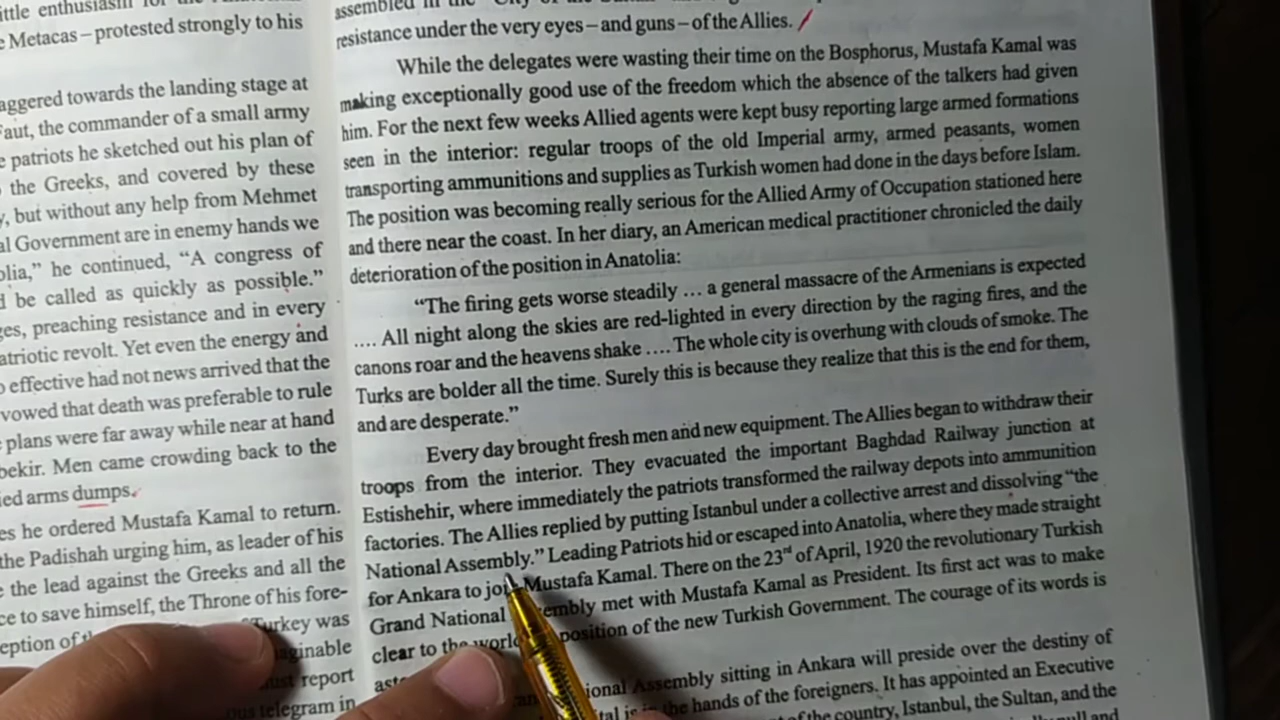 ittle enthusiasm for the
e Metacas – protested strongly to his
aggered towards the landing stage at
aut, the commander of a small army
e patriots he sketched out his plan of
the Greeks, and covered by these
y, but without any help from Mehmet
al Government are in enemy hands we
olia,” he continued, “A congress of
d be called as quickly as possible.”
ges, preaching resistance and in every
atriotic revolt. Yet even the energy and
o effective had not news arrived that the
vowed that death was preferable to rule
e plans were far away while near at hand
bekir. Men came crowding back to the
ied arms dumps.
es he ordered Mustafa Kamal to return.
the Padishah urging him, as leader of his
e the lead against the Greeks and all the
ce to save himself, the Throne of his fore-
eption of Turkey was
aginable
ust report
ous telegram in
assembled in the
resistance under the very eyes – and guns – of the Allies.
While the delegates were wasting their time on the Bosphorus, Mustafa Kamal was
making exceptionally good use of the freedom which the absence of the talkers had given
him. For the next few weeks Allied agents were kept busy reporting large armed formations
seen in the interior: regular troops of the old Imperial army, armed peasants, women
transporting ammunitions and supplies as Turkish women had done in the days before Islam.
The position was becoming really serious for the Allied Army of Occupation stationed here
and there near the coast. In her diary, an American medical practitioner chronicled the daily
deterioration of the position in Anatolia:
“The firing gets worse steadily ... a general massacre of the Armenians is expected
.... All night along the skies are red-lighted in every direction by the raging fires, and the
canons roar and the heavens shake .... The whole city is overhung with clouds of smoke. The
Turks are bolder all the time. Surely this is because they realize that this is the end for them,
and are desperate.”
Every day brought fresh men and new equipment. The Allies began to withdraw their
troops from the interior. They evacuated the important Baghdad Railway junction at
Estishehir, where immediately the patriots transformed the railway depots into ammunition
factories. The Allies replied by putting Istanbul under a collective arrest and dissolving “the
National Assembly.” Leading Patriots hid or escaped into Anatolia, where they made straight
for Ankara to join Mustafa Kamal. There on the 23rd of April, 1920 the revolutionary Turkish
Grand National Assembly met with Mustafa Kamal as President. Its first act was to make
clear to the world position of the new Turkish Government. The courage of its words is
ional Assembly sitting in Ankara will preside over the destiny of
tal is in the hands of the foreigners. It has appointed an Executive
of the country, Istanbul, the Sultan, and the